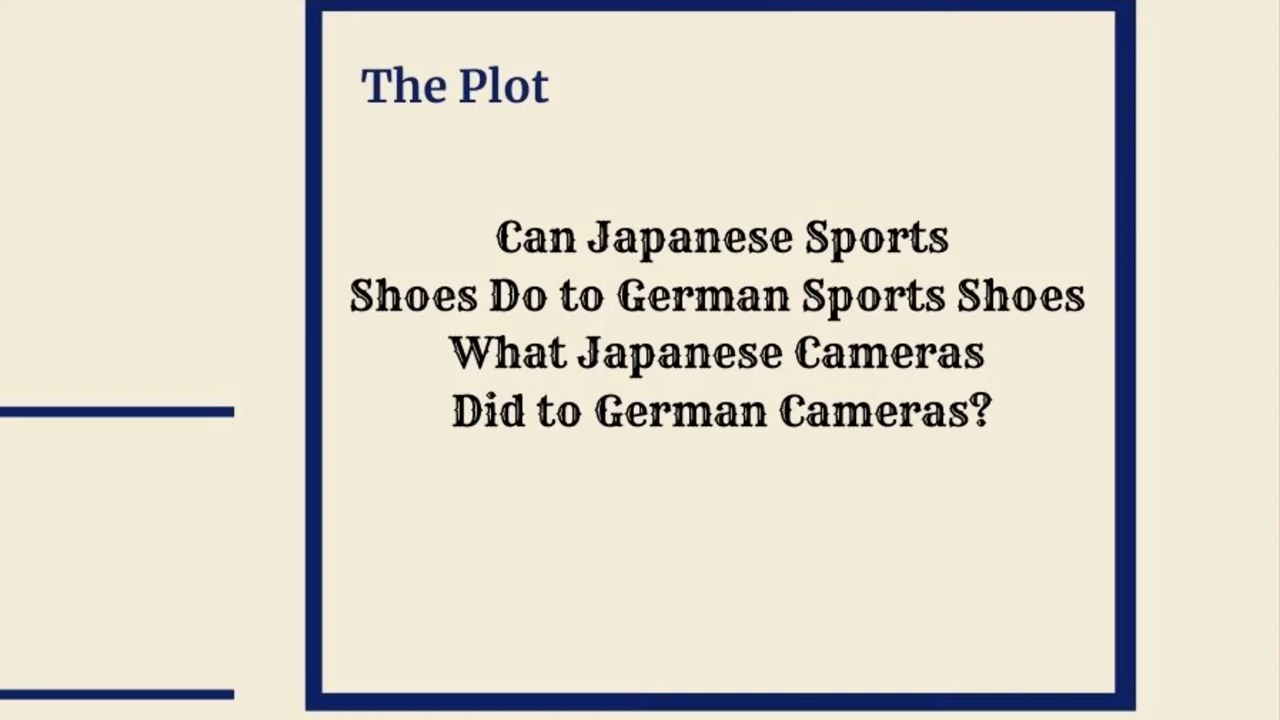 The Plot
Can Japanese Sports
Shoes Do to German Sports Shoes
What Japanese Cameras
Did to German Cameras?